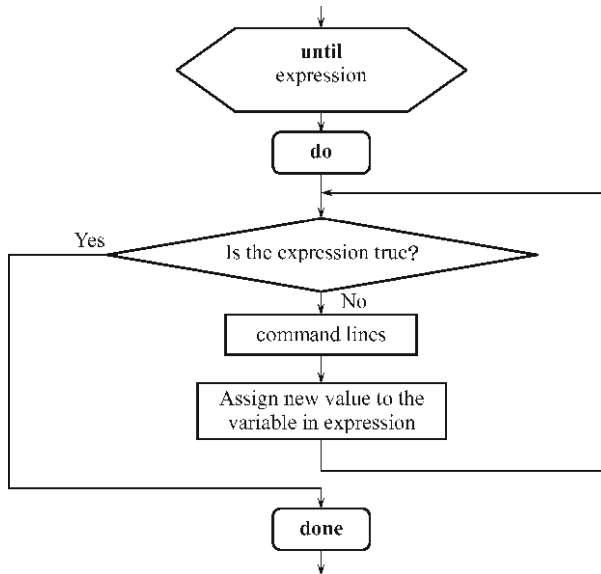 until
expression
do
Yes
Is the expression true?
No
command lines
Assign new value to the
variable in expression
done